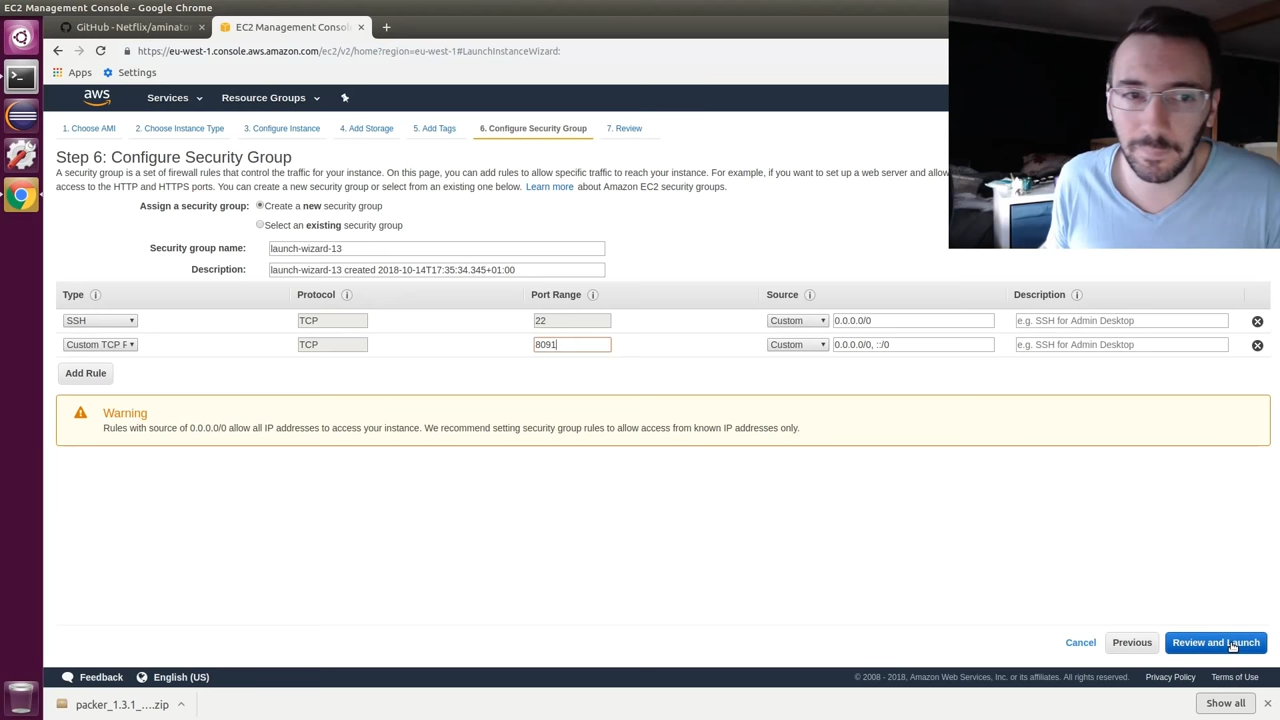 EC2 Management Console - Google Chrome
GitHub - Netflix/aminato
EC2 Management Conso
https://eu-west-1.console.aws.amazon.com/ec2/v2/home?region=eu-west-1#LaunchInstanceWizard:
Apps Settings
aws Services Resource Groups
1. Choose AMI 2. Choose Instance Type 3. Configure Instance 4. Add Storage 5. Add Tags 6. Configure Security Group 7. Review
Step 6: Configure Security Group
A security group is a set of firewall rules that control the traffic for your instance. On this page, you can add rules to allow specific traffic to reach your instance. For example, if you want to set up a web server and allow
access to the HTTP and HTTPS ports. You can create a new security group or select from an existing one below. Learn more about Amazon EC2 security groups.
Assign a security group: Create a new security group
Select an existing security group
Security group name: launch-wizard-13
Description: launch-wizard-13 created 2018-10-14T17:35:34.345+01:00
Type Protocol Port Range Source Description
SSH TCP 22 Custom 0.0.0.0/0 e.g. SSH for Admin Desktop
Custom TCP F TCP 8091 Custom 0.0.0.0/0, ::/0 e.g. SSH for Admin Desktop
Add Rule
Warning
Rules with source of 0.0.0.0/0 allow all IP addresses to access your instance. We recommend setting security group rules to allow access from known IP addresses only.
Cancel Previous Review and Launch
Feedback English (US) © 2008 - 2018, Amazon Web Services, Inc. or its affiliates. All rights reserved. Privacy Policy Terms of Use
packer_1.3.1_....zip Show all